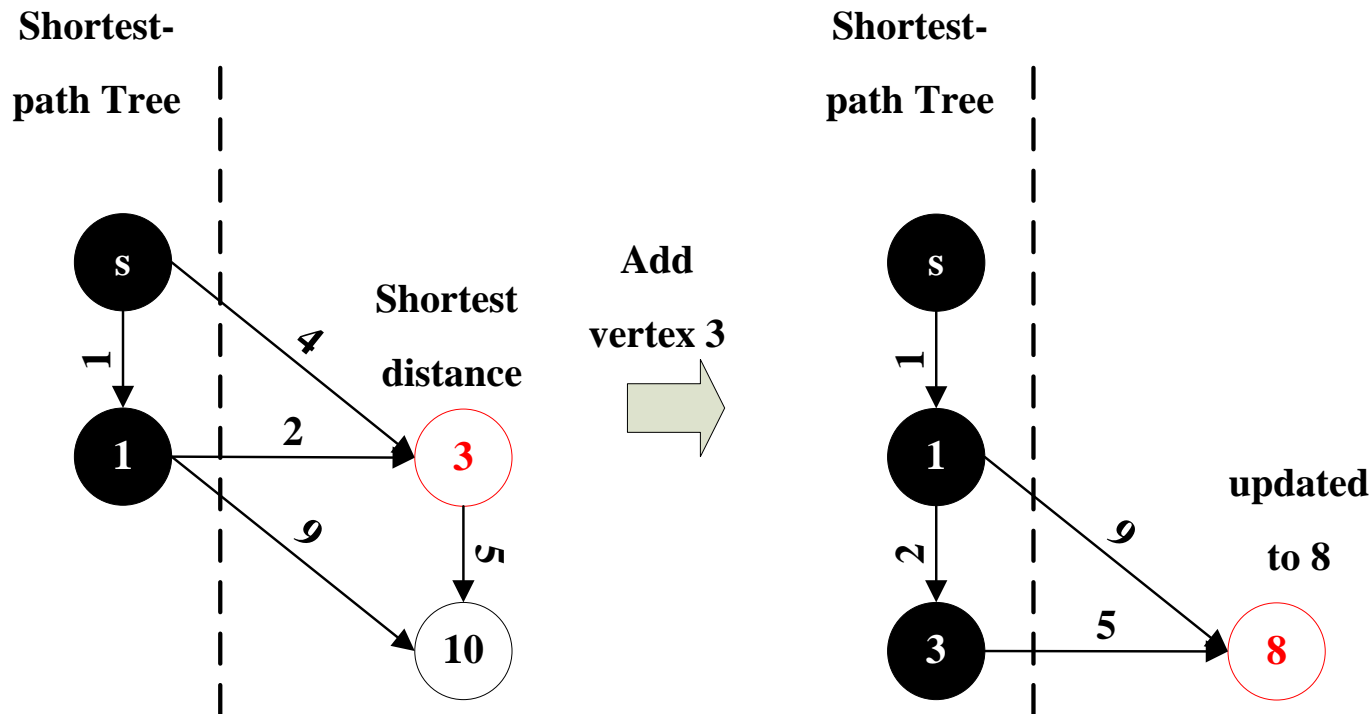 Shortest-
path Tree
s
1
4
Shortest
distance
1
2
3
9
5
10
Add
vertex 3
Shortest-
path Tree
s
1
1
2
9
updated
to 8
3
5
8